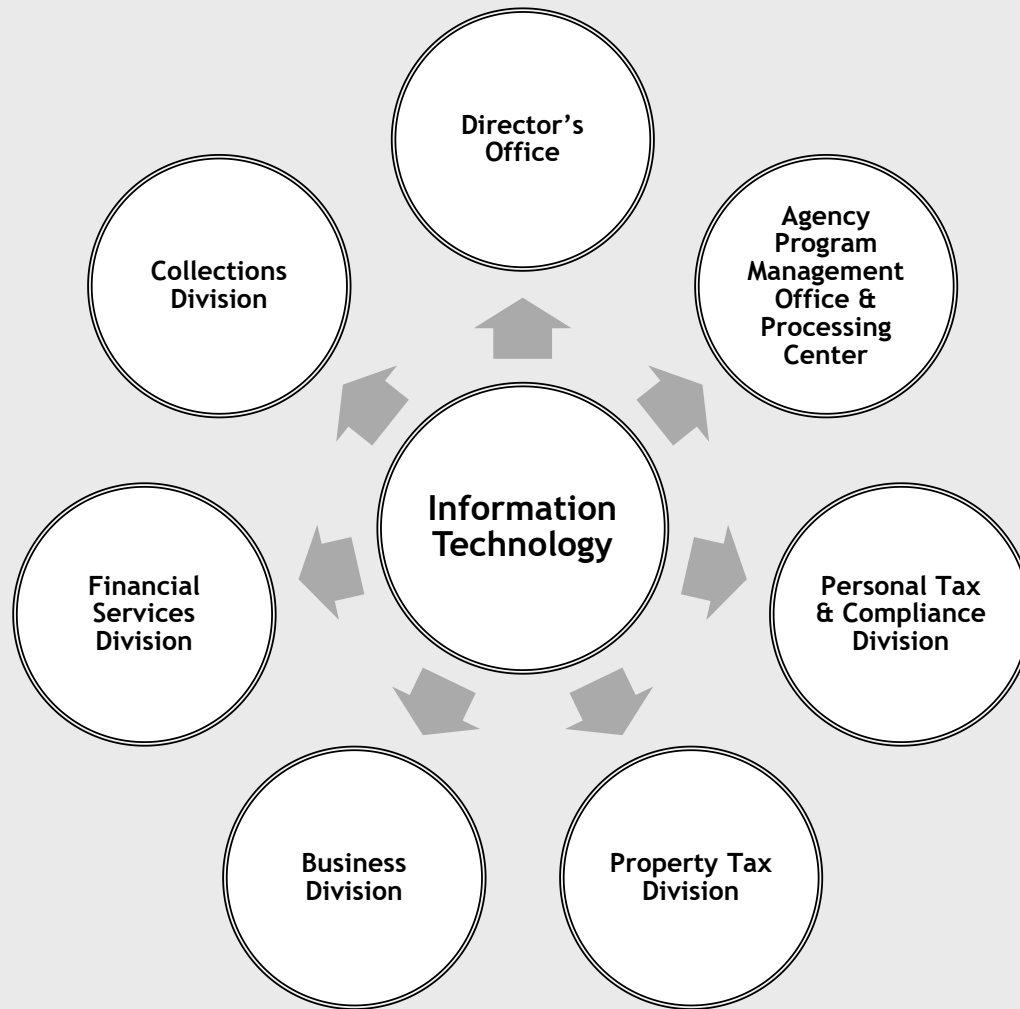 Director’s
Office
Agency
Program
Management
Office &
Processing
Center
Collections
Division
Information
Technology
Personal Tax
& Compliance
Division
Financial
Services
Division
Property Tax
Division
Business
Division